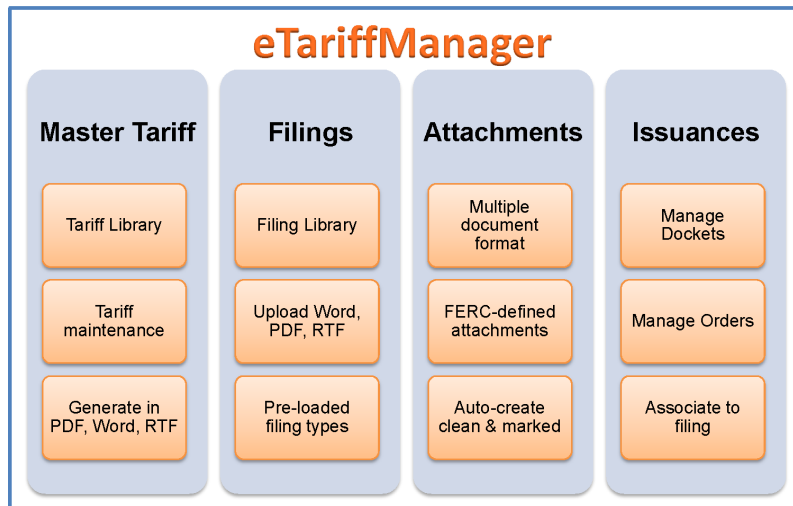 eTariffManager
Master Tariff
Tariff Library
Tariff
maintenance
Generate in
PDF, Word, RTF
Filings
Filing Library
Upload Word,
PDF, RTF
Pre-loaded
filing types
Attachments
Multiple
document
format
FERC-defined
attachments
Auto-create
clean & marked
Issuances
Manage
Dockets
Manage Orders
Associate to
filing